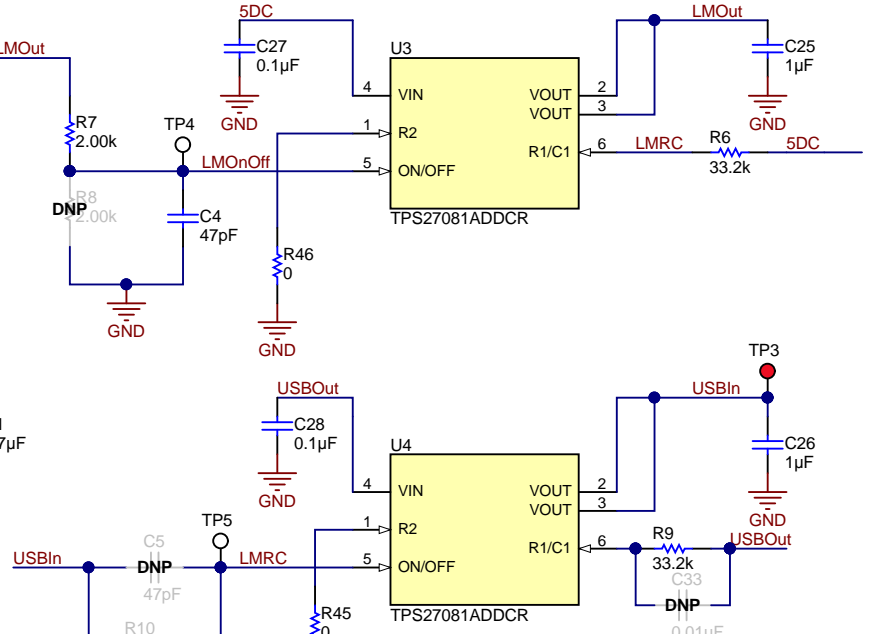 5DC
LMOut
LMOut
C27
0.1µF
GND
U3
C25
1µF
GND
4
VIN
VOUT
2
VOUT
3
1
R2
R1/C1
6
LMRC
R6
33.2k
5DC
5
ON/OFF
TPS27081ADDCR
R7
2.00k
TP4
LMOnOff
R8
DNP
2.00k
C4
47pF
GND
R46
0
GND
TP3
USBOut
USBIn
C28
0.1µF
GND
U4
C26
1µF
GND
7µF
4
VIN
VOUT
2
VOUT
3
1
R2
R1/C1
6
R9
33.2k
USBOut
C33
DNP
0.01uF
5
ON/OFF
TPS27081ADDCR
TP5
C5
USBIn
DNP
LMRC
47pF
R10
R45
0